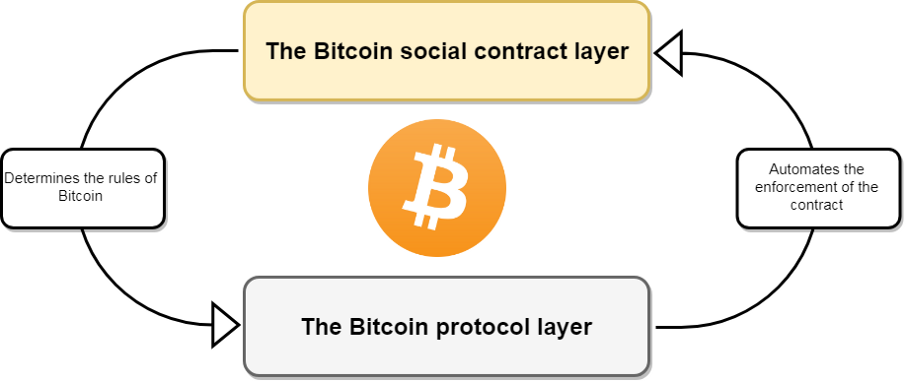 The Bitcoin social contract layer
Determines the rules of
Bitcoin
Automates the
enforcement of the
contract
The Bitcoin protocol layer